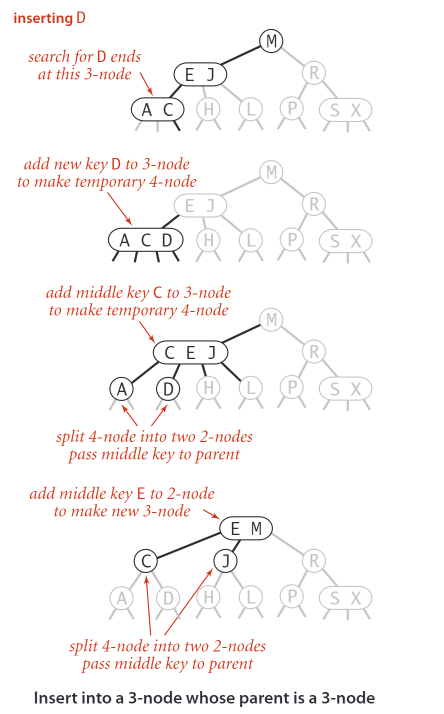 inserting D
M
search for D ends
at this 3-node
E J
R
A C
H
L
P
S X
add new key D to 3-node
to make temporary 4-node
M
E J
R
A C D
H
L
P
S X
add middle key C to 3-node
to make temporary 4-node
M
C E J
R
A
D
H
L
P
S X
split 4-node into two 2-nodes
pass middle key to parent
add middle key E to 2-node
to make new 3-node
E M
C
J
R
A
D
H
L
P
S X
split 4-node into two 2-nodes
pass middle key to parent
Insert into a 3-node whose parent is a 3-node